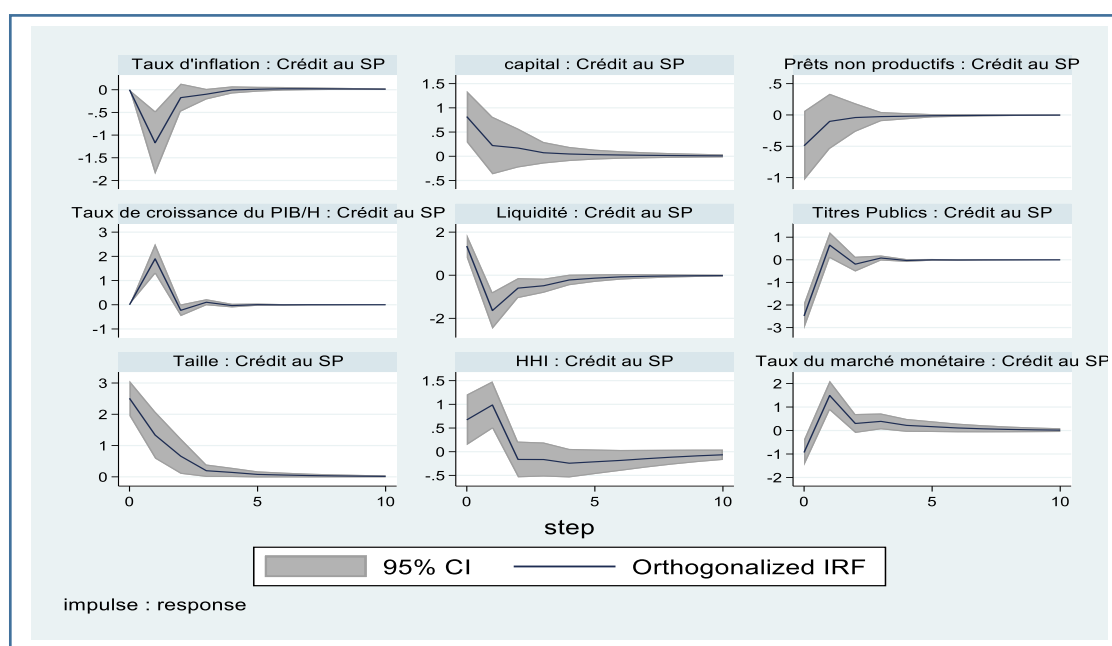 Taux d'inflation : Crédit au SP
capital : Crédit au SP
Prêts non productifs : Crédit au SP
0
-.5
-1
-1.5
-2
1.5
1
.5
0
-.5
.5
0
-.5
-1
Taux de croissance du PIB/H : Crédit au SP
Liquidité : Crédit au SP
Titres Publics : Crédit au SP
3
2
1
0
-1
0
-2
1
0
-1
-2
-3
Taille : Crédit au SP
HHI : Crédit au SP
Taux du marché monétaire : Crédit au SP
3
2
1
0
1.5
1
.5
0
-.5
2
1
0
-1
-2
0 5 10
0 5 10
0 5 10
step
95% CI
Orthogonalized IRF
impulse : response